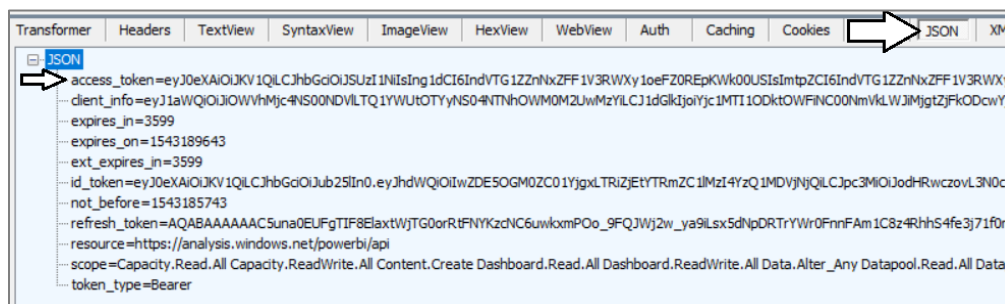 Transformer Headers TextView SyntaxView ImageView HexView WebView Auth Caching Cookies JSON XM
JSON
access_token=eyJ0eXAiOiJKV1QiLCJhbGciOiJSUzI1NiIsIng1dCI6IndVTG1ZZnNxZFF1V3RWXy1oeFZ0REpKWk00USIsImtpZCI6IndVTG1ZZnNxZFF1V3RWXy
client_info=eyJ1aWQiOiJiOWVhMjc4NS00NDVlLTQ1YWUtOTYyNS04NTNhOWM0M2UwMzYiLCJ1dGlkIjoiYjc1MTI1ODktOWFiNC00NmVkLWJiMjgtZjFkODcwY
expires_in=3599
expires_on=1543189643
ext_expires_in=3599
id_token=eyJ0eXAiOiJKV1QiLCJhbGciOiJub25lIn0.eyJhdWQiOiIwZDE5OGM0ZC01YjgxLTRiZjEtYTRmZC1lMzI4YzQ1MDVjNjQiLCJpc3MiOiJodHRwczovL3N0c
not_before=1543185743
refresh_token=AQABAAAAAAC5una0EUFgTIF8ElaxtWjTG0orRtFNYKzcNC6uwkxmPOo_9FQJWj2w_ya9iLsx5dNpDRTrYWr0FnnFAm1C8z4RhhS4fe3j71f0r
resource=https://analysis.windows.net/powerbi/api
scope=Capacity.Read.All Capacity.ReadWrite.All Content.Create Dashboard.Read.All Dashboard.ReadWrite.All Data.Alter_Any Datapool.Read.All Data
token_type=Bearer